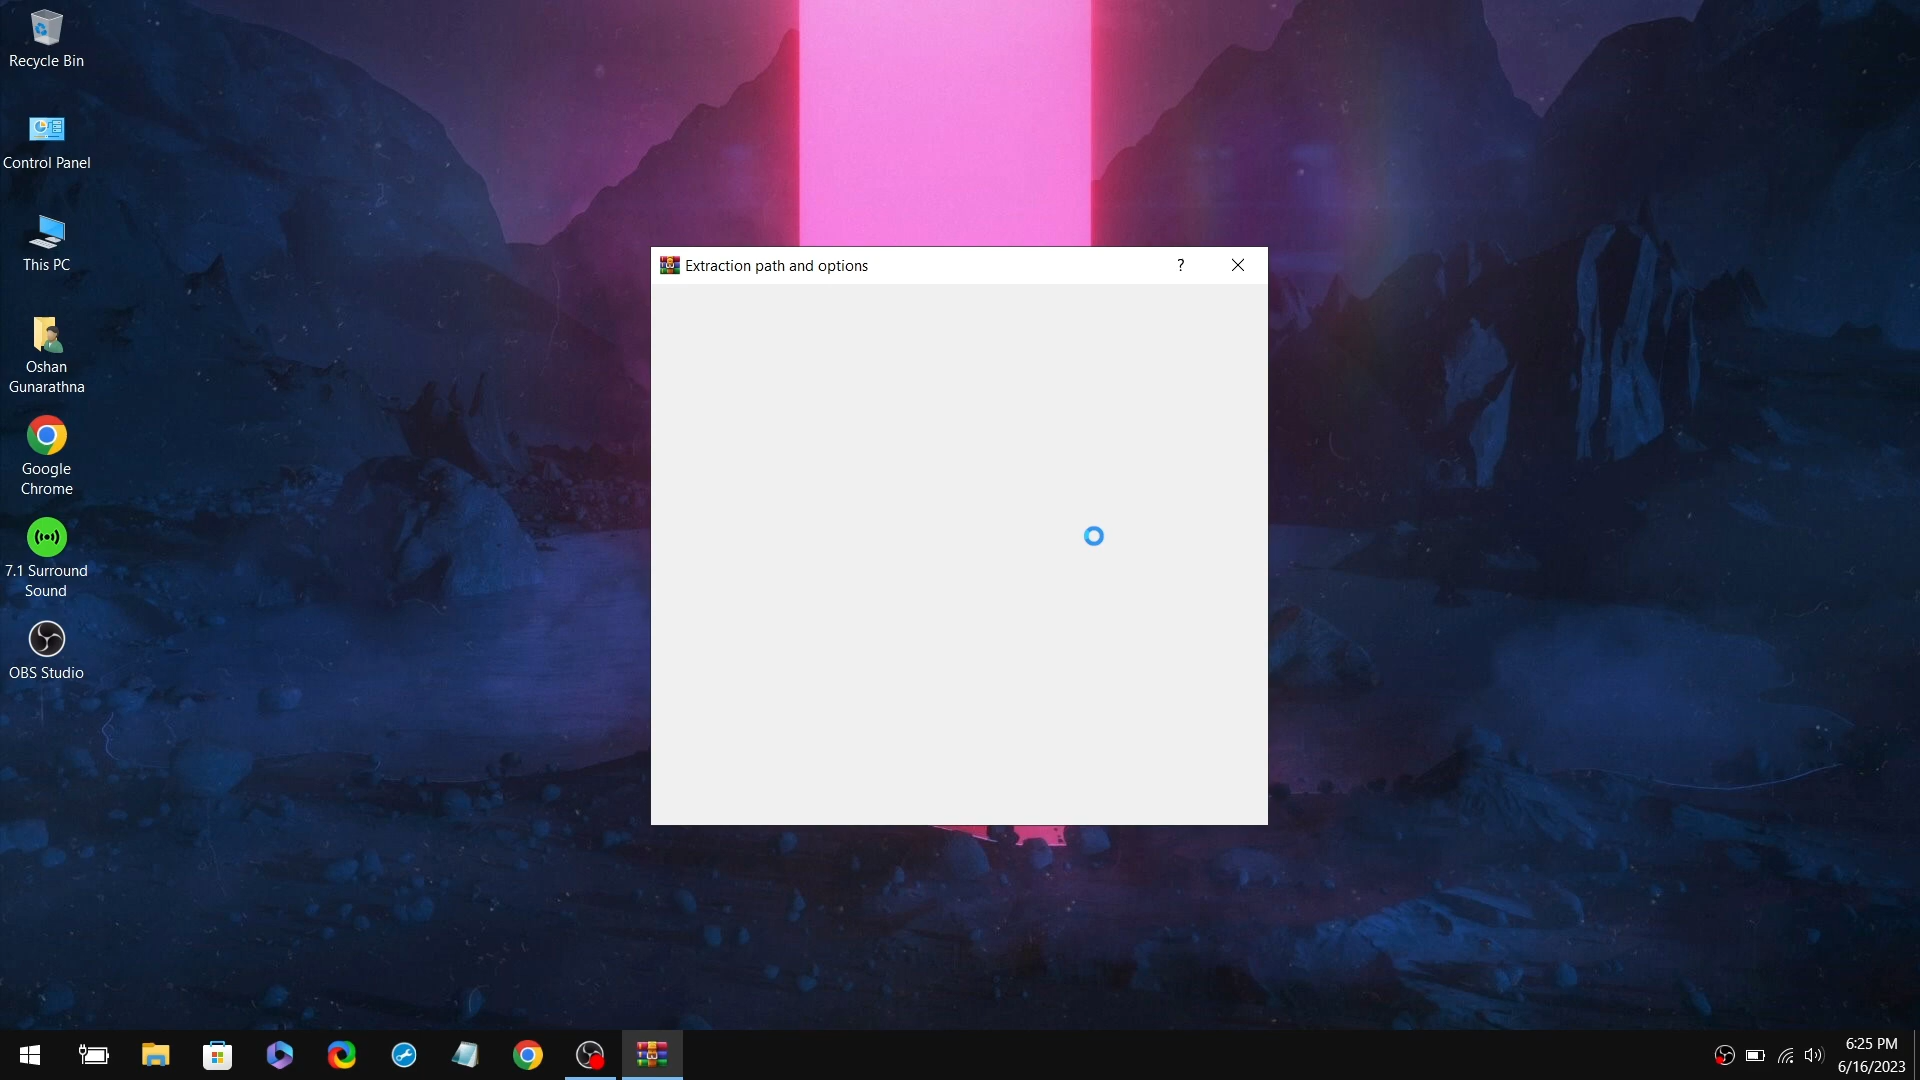 Recycle Bin
Control Panel
This PC
Oshan
Gunarathna
Google
Chrome
7.1 Surround
Sound
OBS Studio
Extraction path and options
?
6:25 PM
6/16/2023